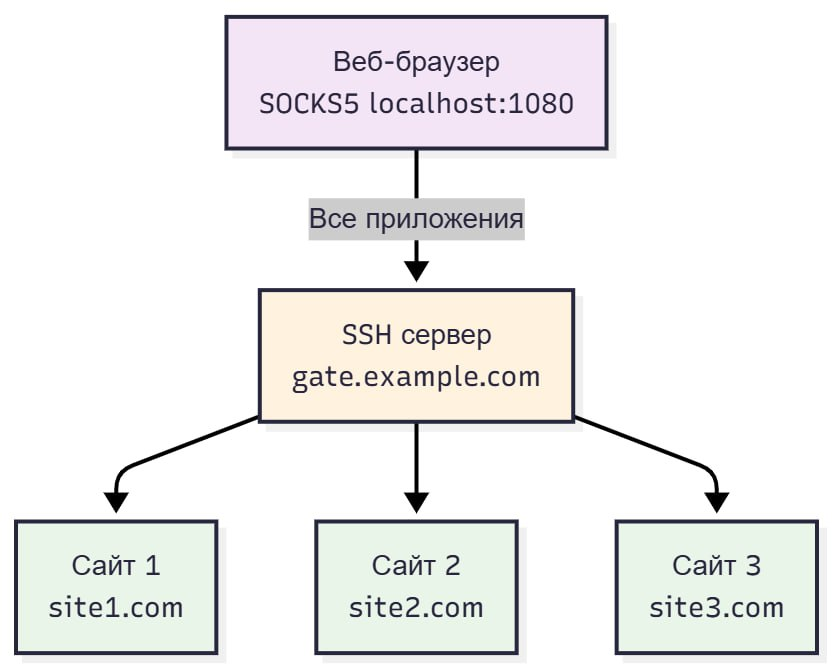 Веб-браузер
SOCKS5 localhost:1080
Все приложения
SSH сервер
gate.example.com
Сайт 1
site1.com
Сайт 2
site2.com
Сайт 3
site3.com